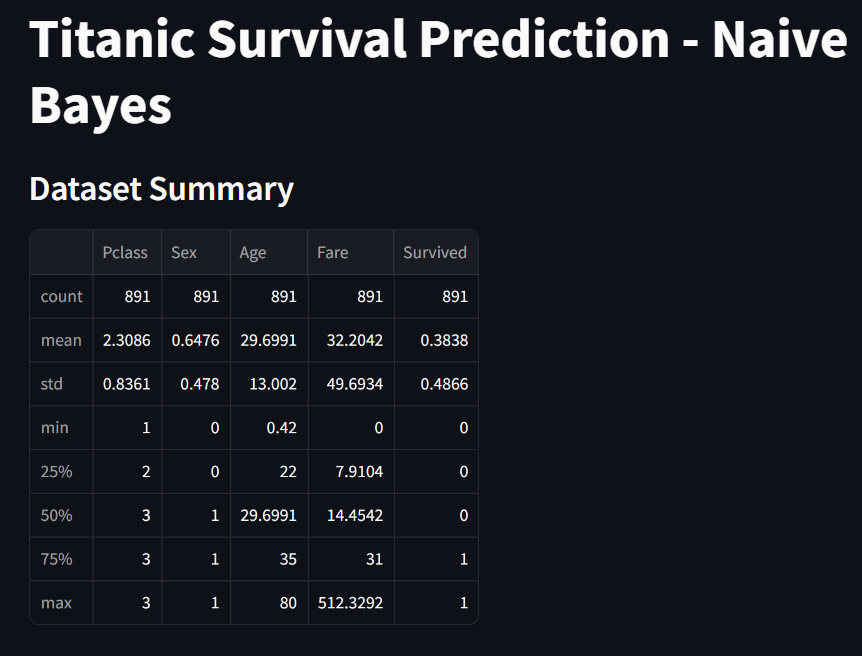 Titanic Survival Prediction - Naive
Bayes
Dataset Summary
Pclass Sex Age Fare Survived
count 891 891 891 891 891
mean 2.3086 0.6476 29.6991 32.2042 0.3838
std 0.8361 0.478 13.002 49.6934 0.4866
min 1 0 0.42 0 0
25% 2 0 22 7.9104 0
50% 3 1 29.6991 14.4542 0
75% 3 1 35 31 1
max 3 1 80 512.3292 1